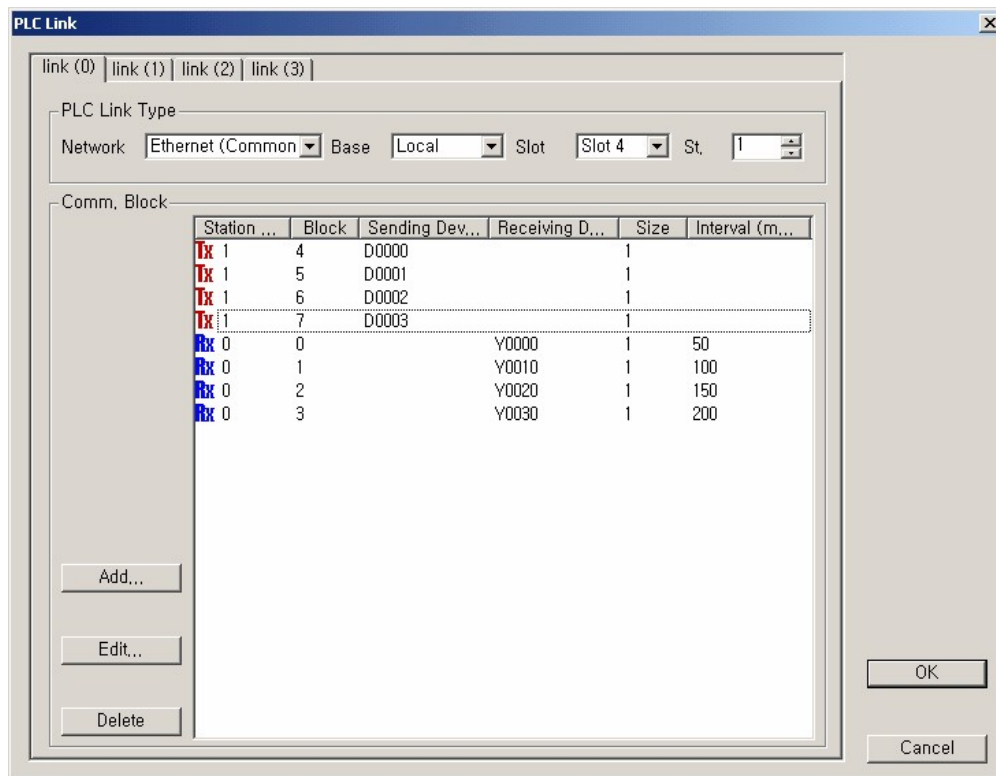 PLC Link
link (0) link (1) link (2) link (3)
PLC Link Type
Network Ethernet (Common Base Local Slot Slot 4 St, 1
Comm, Block
Station ,,, Block Sending Dev,,, Receiving D,,, Size Interval (m,,,
Tx 1 4 D0000 1
Tx 1 5 D0001 1
Tx 1 6 D0002 1
Tx 1 7 D0003 1
Rx 0 0 Y0000 1 50
Rx 0 1 Y0010 1 100
Rx 0 2 Y0020 1 150
Rx 0 3 Y0030 1 200
Add,,,
Edit,,,
OK
Delete
Cancel